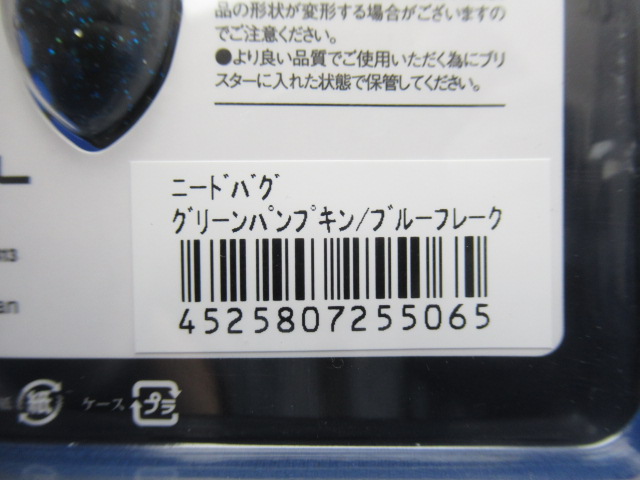 品の形状が変形する場合がございますの
でご注意ください。
●より良い品質でご使用いただく為にブリ
スターに入れた状態で保管してください。
L
ニードバグ
グリーンパンプキン/ブルーフレーク
013
4525807255065
an
紙 ケース プラ